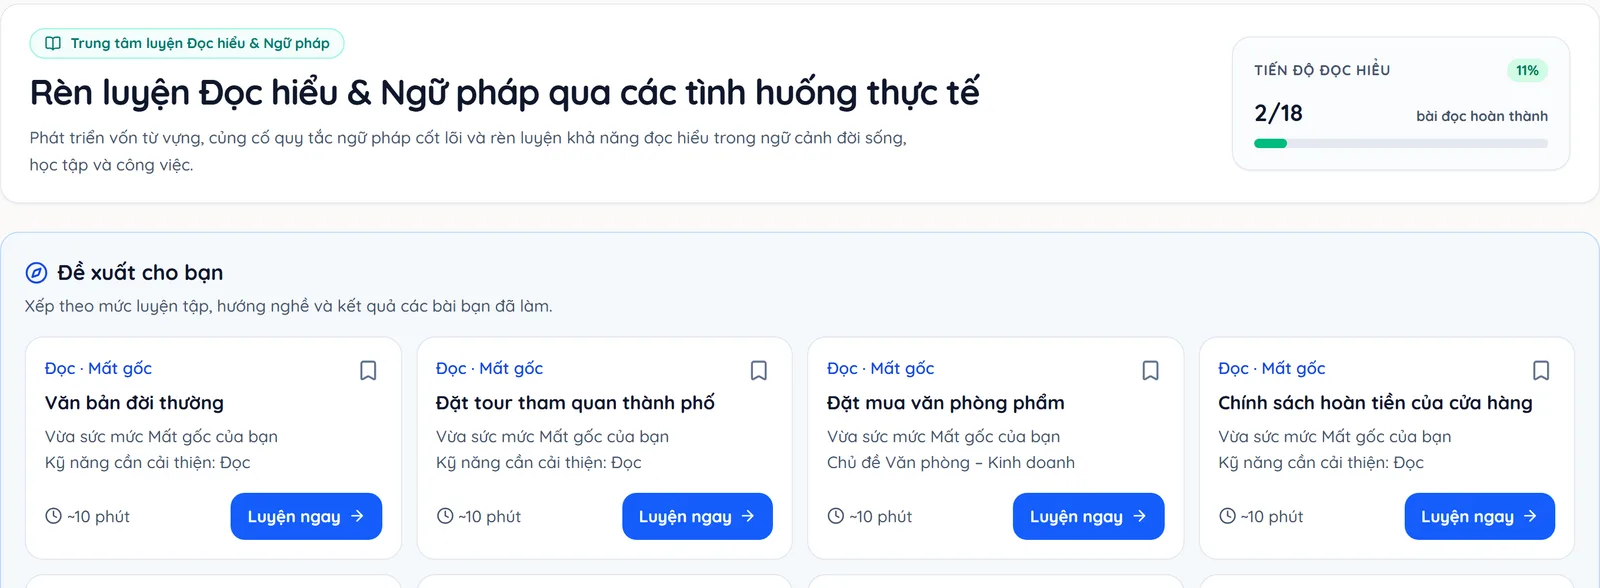 Trung tâm luyện Đọc hiểu & Ngữ pháp
Rèn luyện Đọc hiểu & Ngữ pháp qua các tình huống thực tế
Phát triển vốn từ vựng, củng cố quy tắc ngữ pháp cốt lõi và rèn luyện khả năng đọc hiểu trong ngữ cảnh đời sống,
học tập và công việc.
TIẾN ĐỘ ĐỌC HIỂU
11%
2/18
bài đọc hoàn thành
Đề xuất cho bạn
Xếp theo mức luyện tập, hướng nghề và kết quả các bài bạn đã làm.
Đọc · Mất gốc
Văn bản đời thường
Vừa sức mức Mất gốc của bạn
Kỹ năng cần cải thiện: Đọc
~10 phút
Luyện ngay →
Đọc · Mất gốc
Đặt tour tham quan thành phố
Vừa sức mức Mất gốc của bạn
Kỹ năng cần cải thiện: Đọc
~10 phút
Luyện ngay →
Đọc · Mất gốc
Đặt mua văn phòng phẩm
Vừa sức mức Mất gốc của bạn
Chủ đề Văn phòng – Kinh doanh
~10 phút
Luyện ngay →
Đọc · Mất gốc
Chính sách hoàn tiền của cửa hàng
Vừa sức mức Mất gốc của bạn
Kỹ năng cần cải thiện: Đọc
~10 phút
Luyện ngay →